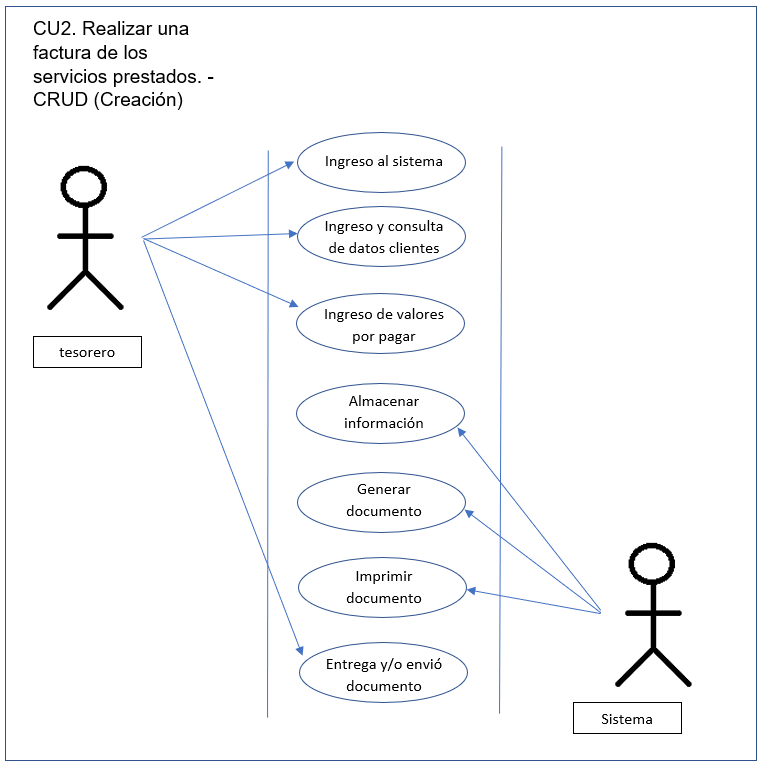 CU2. Realizar una
factura de los
servicios prestados. -
CRUD (Creación)
Ingreso al sistema
Ingreso y consulta
de datos clientes
Ingreso de valores
por pagar
tesorero
Almacenar
información
Generar
documento
Imprimir
documento
Entrega y/o envió
documento
Sistema